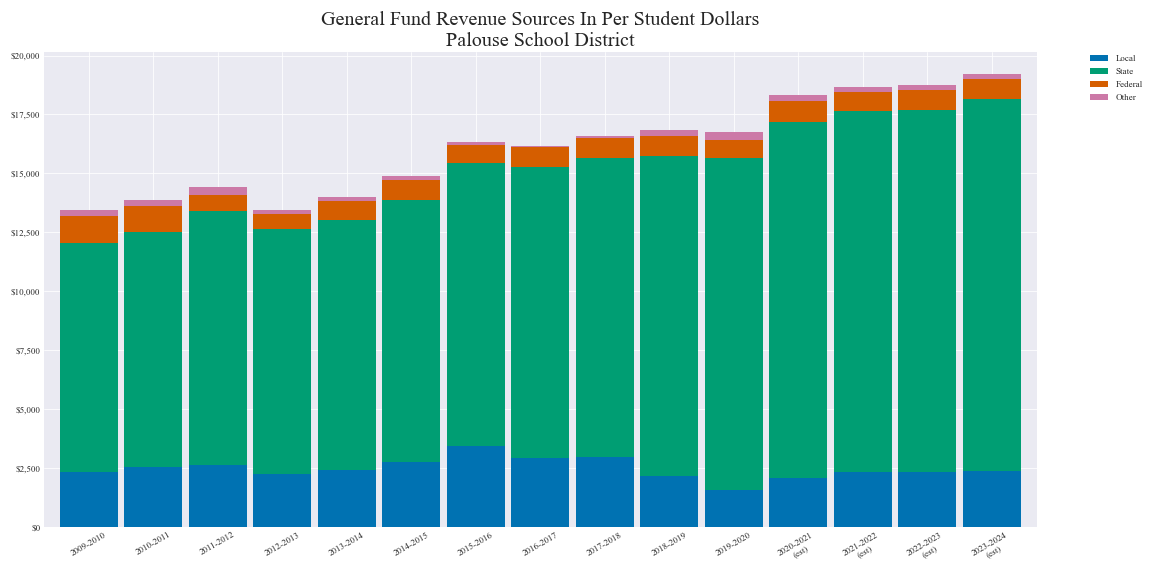 General Fund Revenue Sources In Per Student Dollars
Palouse School District
$20,000
$17,500
$15,000
$12,500
$10,000
$7,500
$5,000
$2,500
$0
Local
State
Federal
Other
2009-2010
2010-2011
2011-2012
2012-2013
2013-2014
2014-2015
2015-2016
2016-2017
2017-2018
2018-2019
2019-2020
2020-2021
(est)
2021-2022
(est)
2022-2023
(est)
2023-2024
(est)